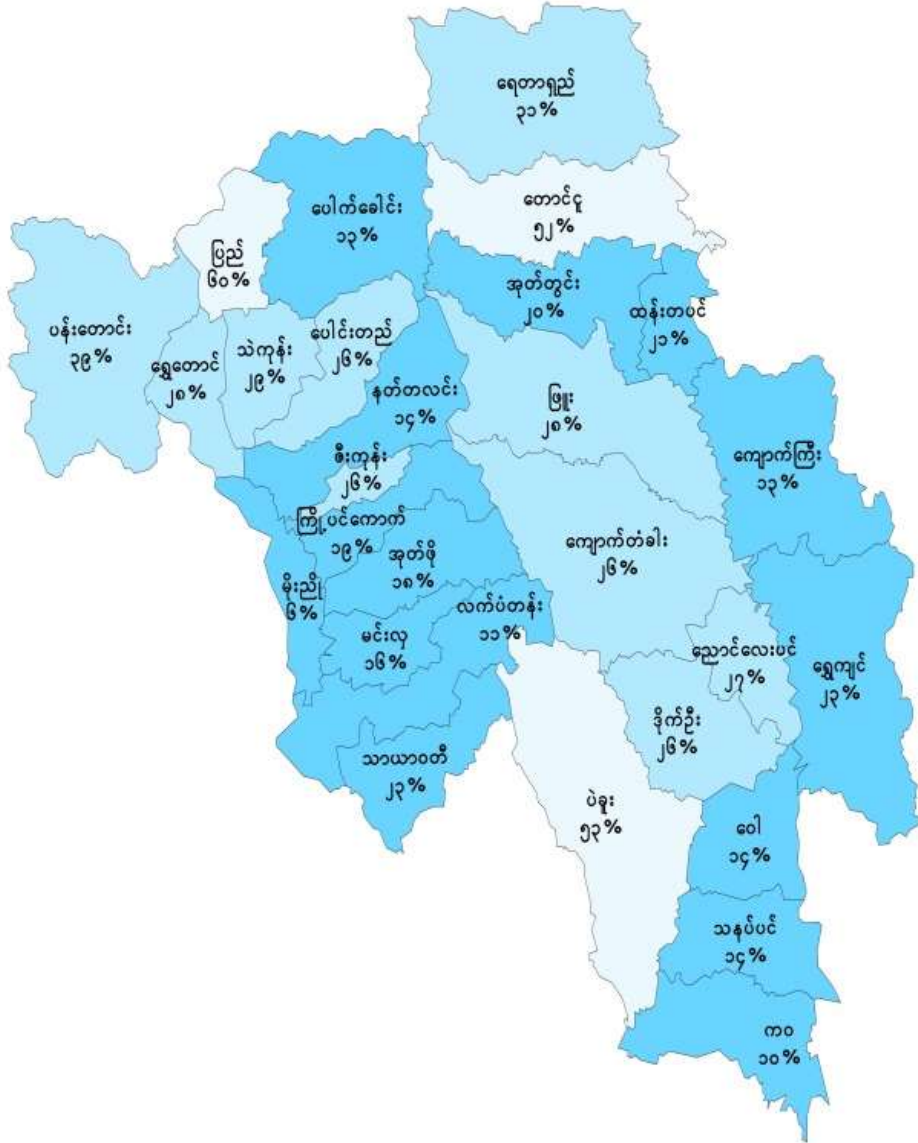 ရေတာရှည်
၃၁%
တောင်ငူ
၅၂%
ပေါက်ခေါင်း
၁၃%
ပြည်
၆၀%
အုတ်တွင်း
၂၀%
ထန်းတပင်
၂၁%
ပန်းတောင်း
၃၉%
ရွှေတောင်
၂၈%
သဲကုန်း
၂၉%
ပေါင်းတည်
၂၆%
နတ်တလင်း
၁၄%
ဖြူး
၂၈%
ကျောက်ကြီး
၁၃%
ဇီးကုန်း
၂၆%
ကြို့ပင်ကောက်
၁၉%
အုတ်ဖို
၁၈%
ကျောက်တံခါး
၂၆%
မိုးညို
၆%
လက်ပံတန်း
၁၁%
မင်းလှ
၁၆%
ညောင်လေးပင်
၂၇%
ရွှေကျင်
၂၃%
ဒိုက်ဦး
၂၆%
သာယာဝတီ
၂၃%
ပဲခူး
၅၃%
ဝေါ
၁၄%
သနပ်ပင်
၁၄%
ကဝ
၁၀%